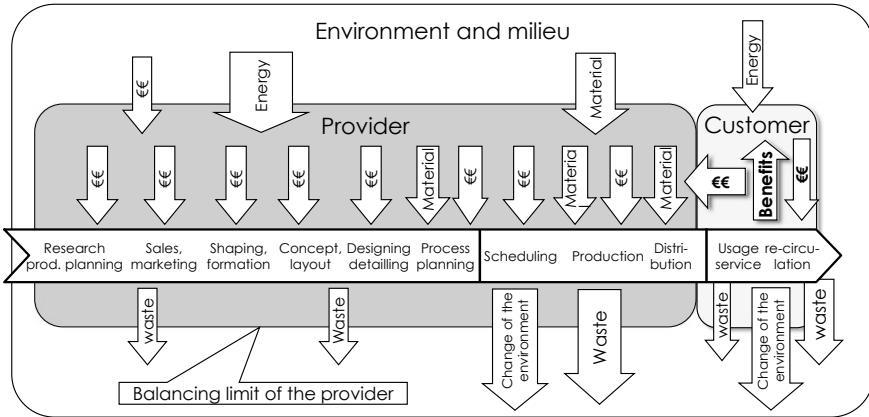 Environment and milieu
€€
Energy
Material
Energy
Provider
Customer
€€
€€
€€
€€
€€
Material
€€
€€
Materia
l
€€
Material
€€
Benefits
€€
Research
prod. planning
Sales,
marketing
Shaping,
formation
Concept,
layout
Designing
detailling
Process
planning
Scheduling
Production
Distri-
bution
Usage
service
re-circu-
lation
waste
Waste
Change of the
environment
Waste
waste
Change of the
environment
waste
Balancing limit of the provider